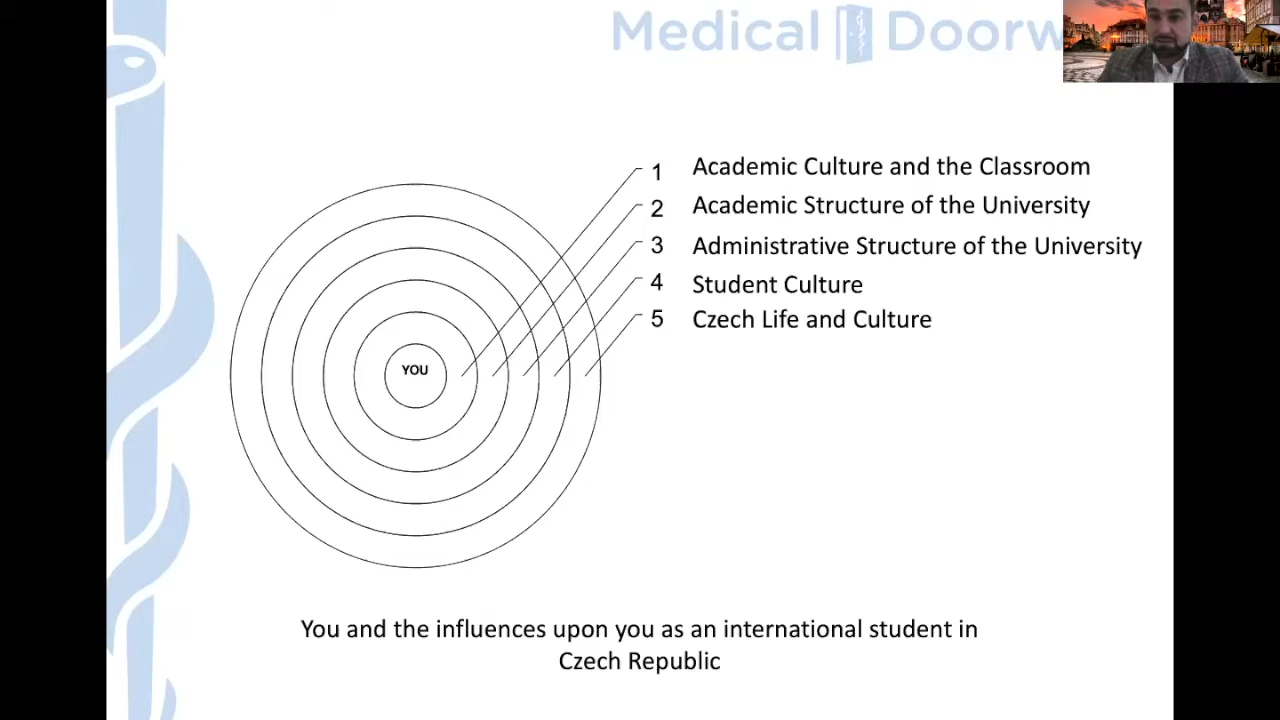 Medical Doorw
1 Academic Culture and the Classroom
2 Academic Structure of the University
3 Administrative Structure of the University
4 Student Culture
5 Czech Life and Culture
YOU
You and the influences upon you as an international student in
Czech Republic